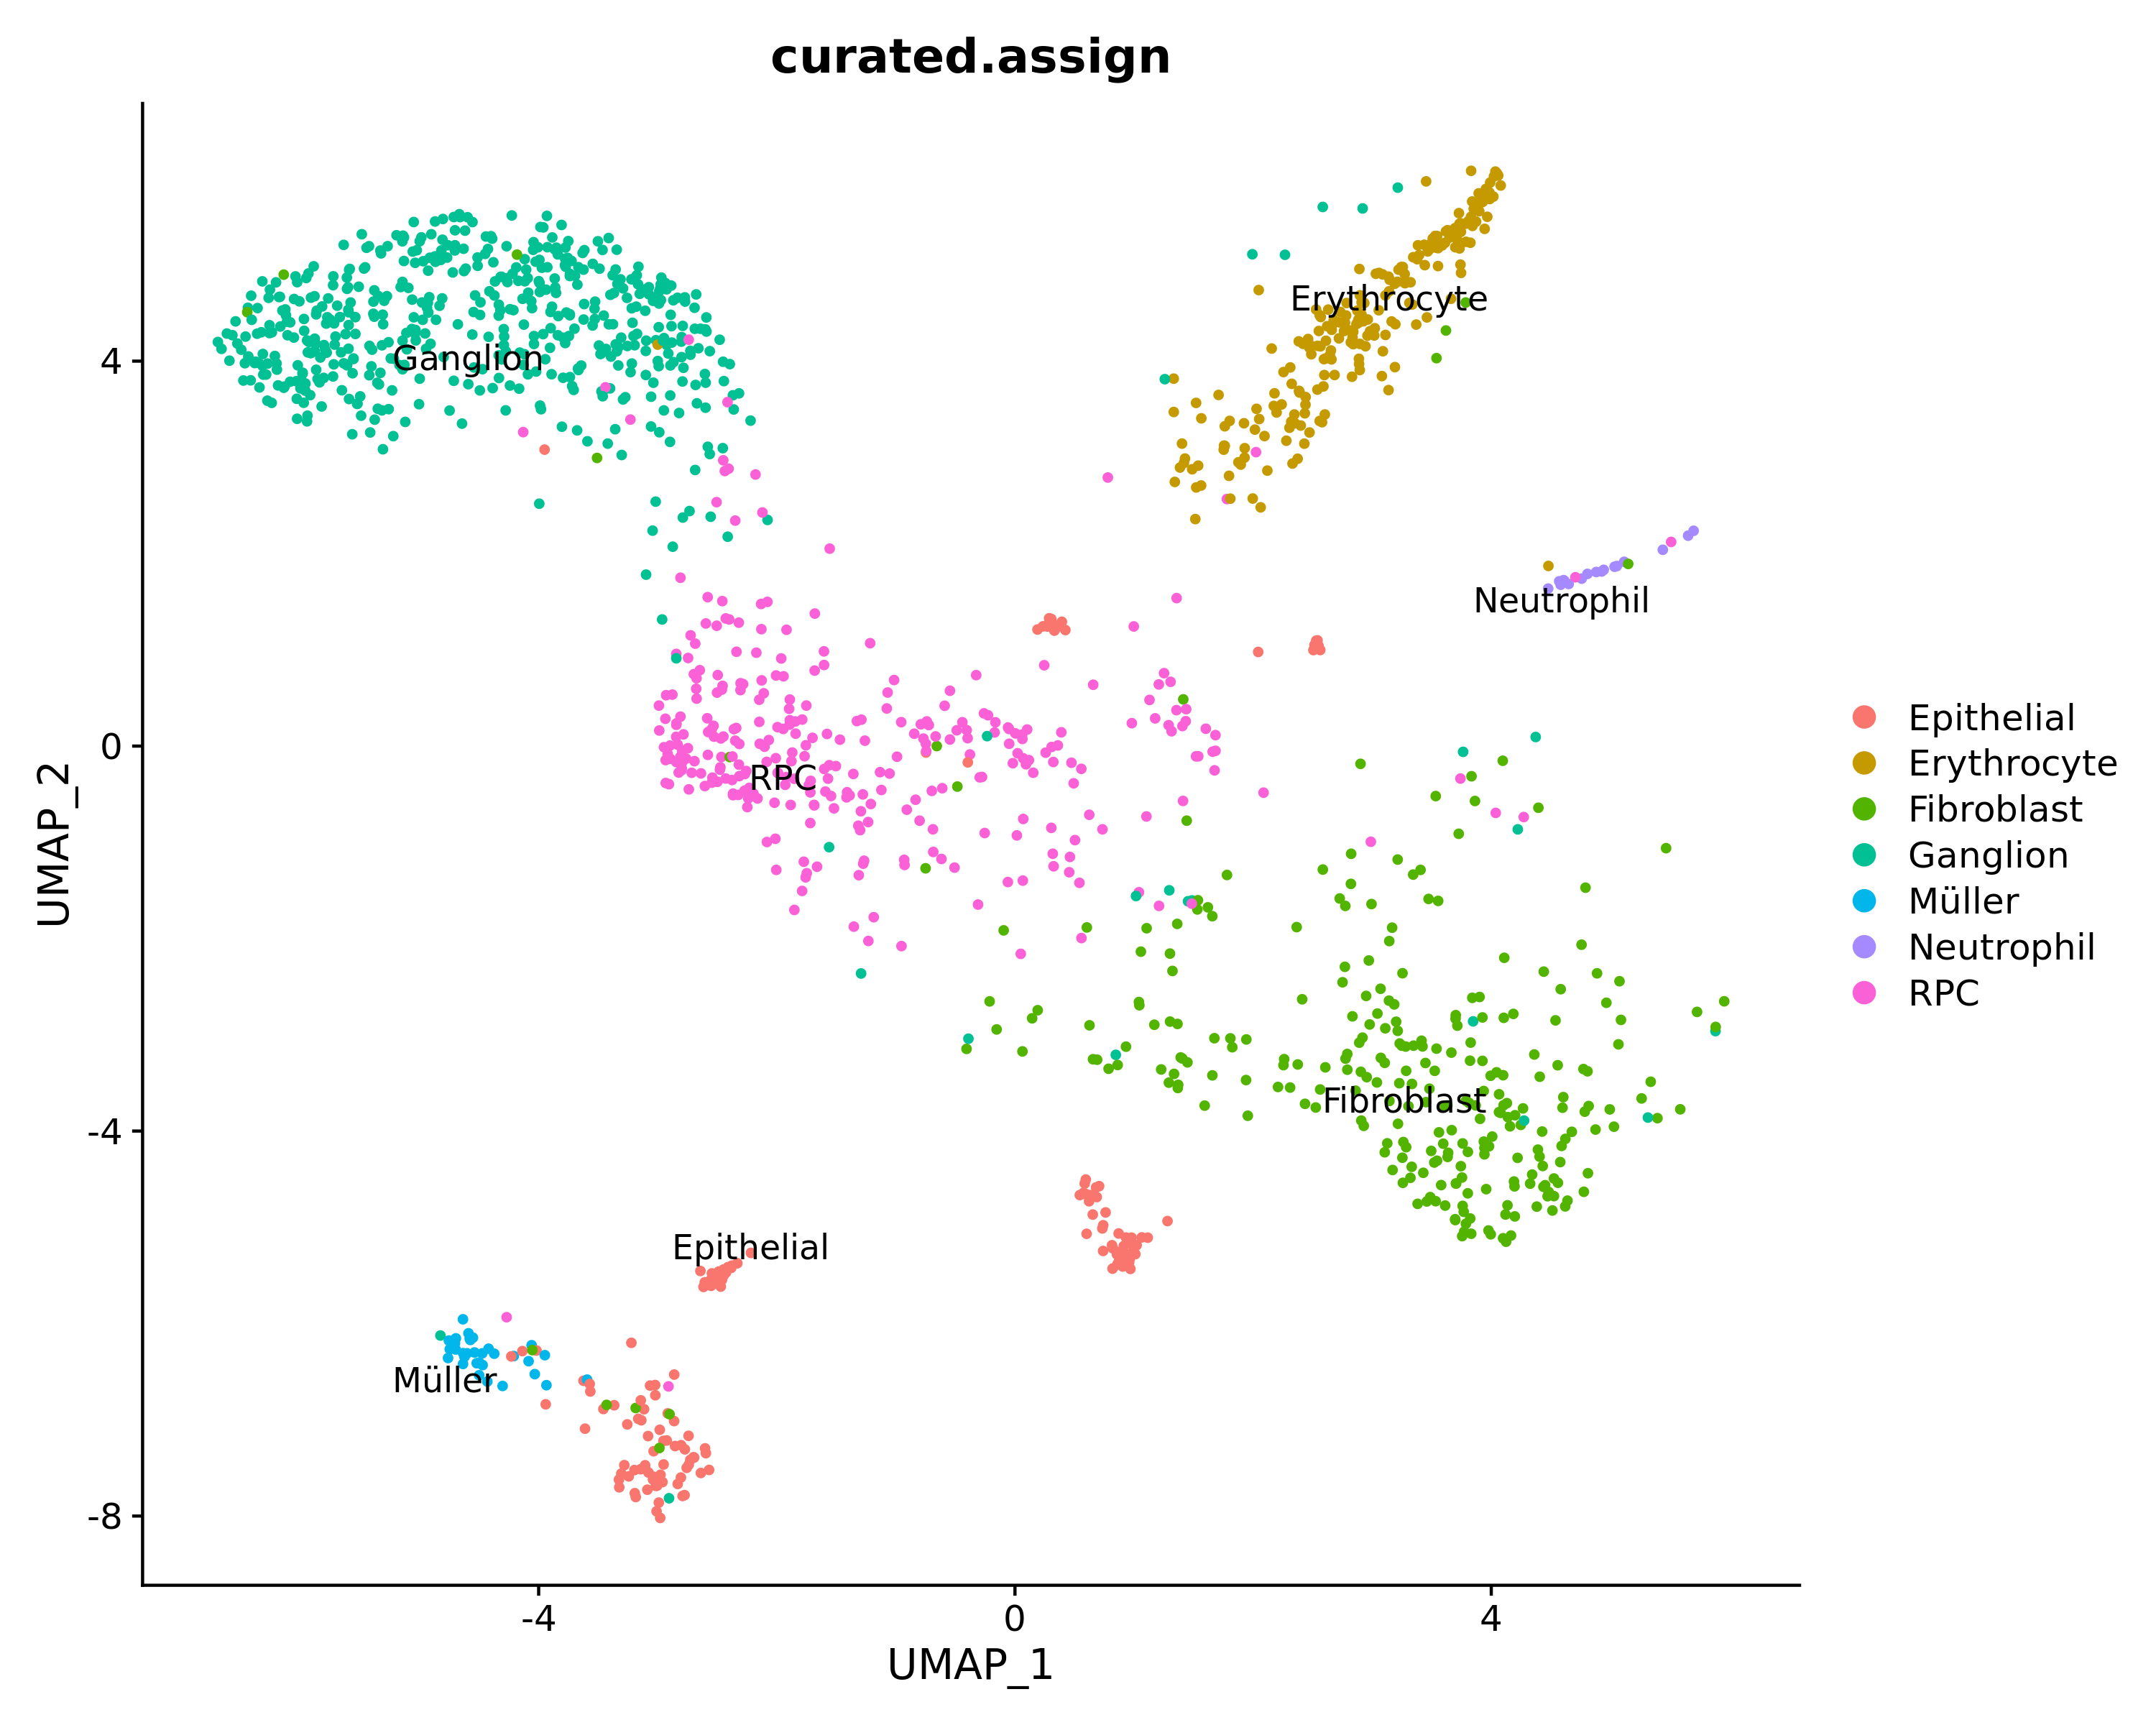 curated.assign
UMAP_2
4
0
-4
-8
Ganglion
Erythrocyte
Neutrophil
RPC
Fibroblast
Epithelial
Müller
-4
0
4
UMAP_1
Epithelial
Erythrocyte
Fibroblast
Ganglion
Müller
Neutrophil
RPC